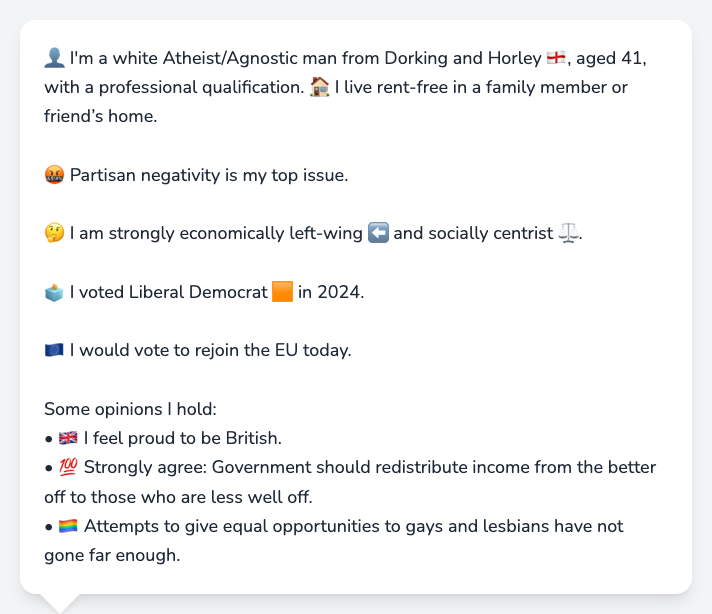 👤 I'm a white Atheist/Agnostic man from Dorking and Horley 🏴󠁧󠁢󠁥󠁮󠁧󠁿, aged 41,
with a professional qualification. 🏠 I live rent-free in a family member or
friend’s home.
🤬 Partisan negativity is my top issue.
🤔 I am strongly economically left-wing ⬅️ and socially centrist ⚖️.
🗳️ I voted Liberal Democrat 🟧 in 2024.
🇪🇺 I would vote to rejoin the EU today.
Some opinions I hold:
• 🇬🇧 I feel proud to be British.
• 💯 Strongly agree: Government should redistribute income from the better
off to those who are less well off.
• 🏳️‍🌈 Attempts to give equal opportunities to gays and lesbians have not
gone far enough.